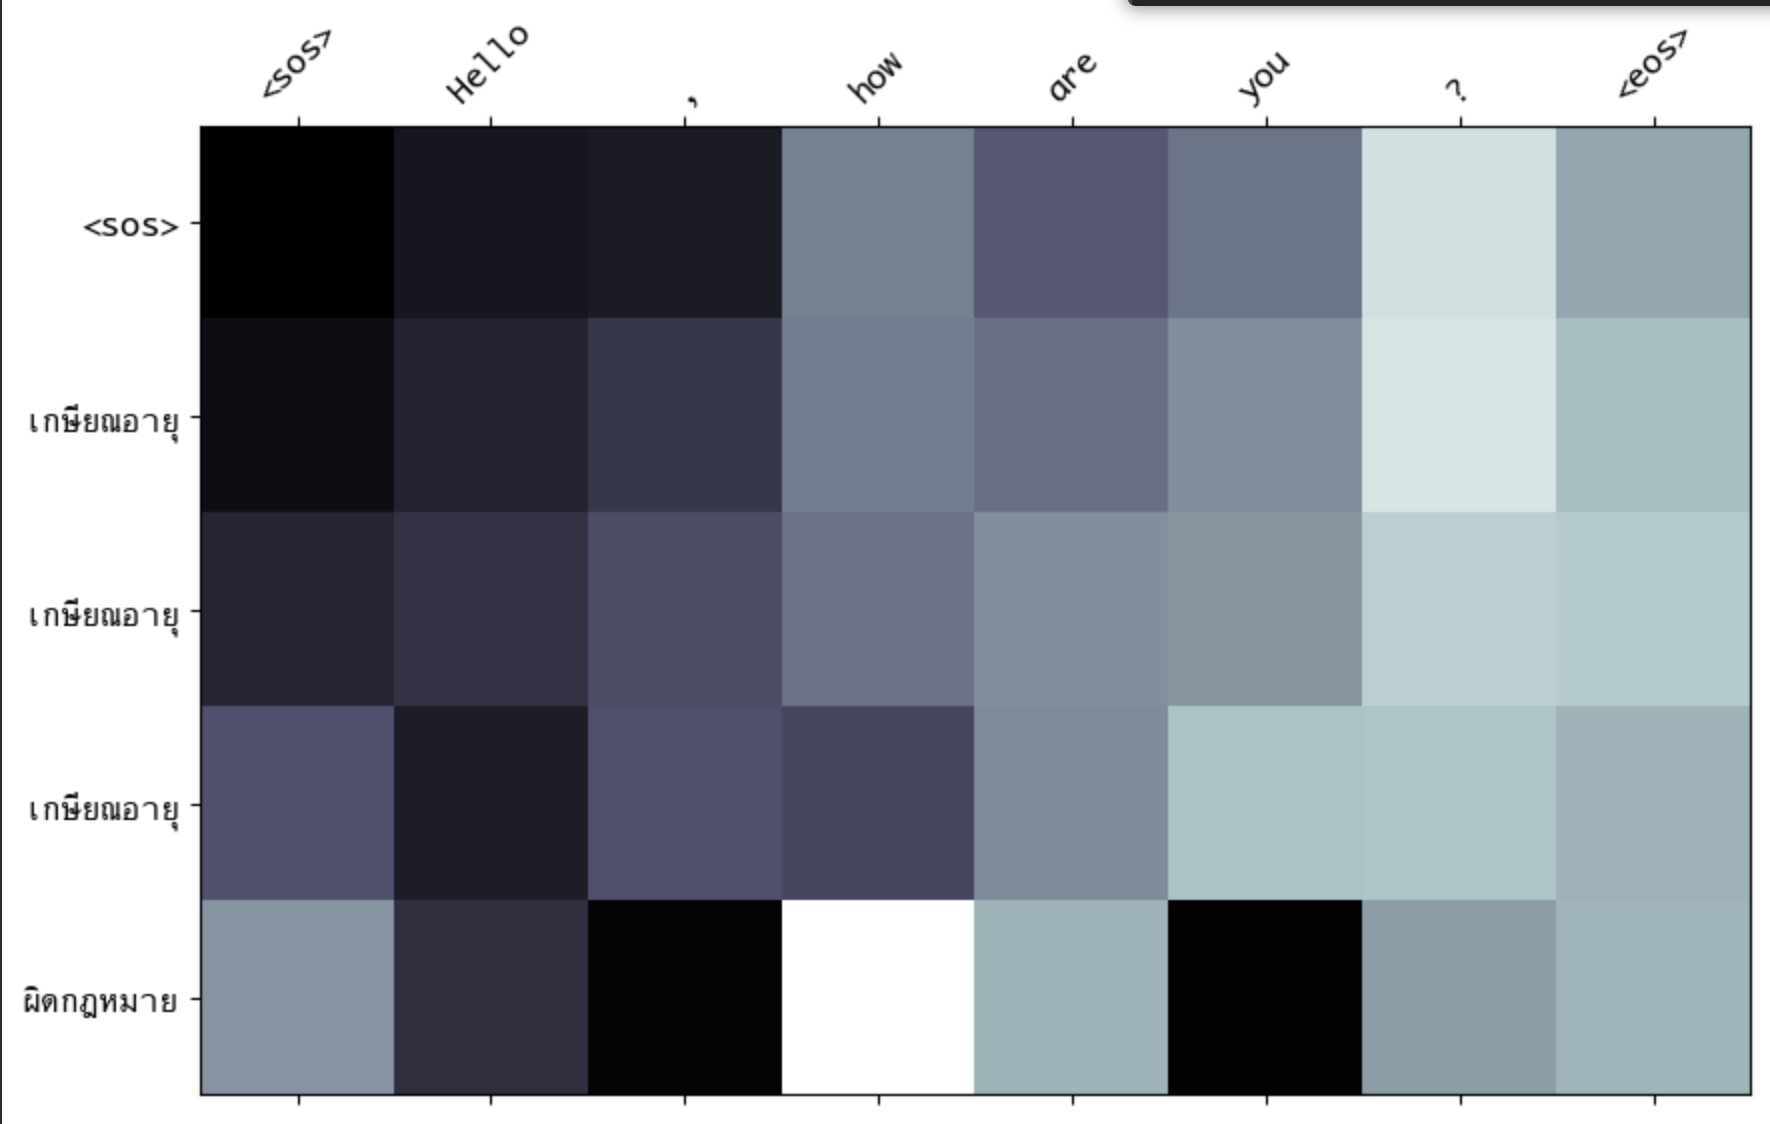 <sos> Hello , how are you ? <eos>
<sos>
เกษียณอายุ
เกษียณอายุ
เกษียณอายุ
ผิดกฎหมาย